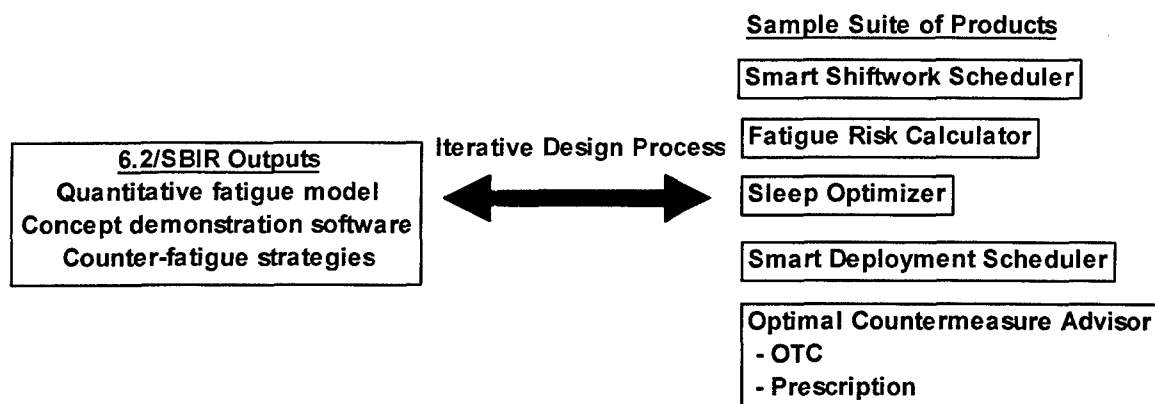 Sample Suite of Products
Smart Shiftwork Scheduler
Fatigue Risk Calculator
Sleep Optimizer
Smart Deployment Scheduler
Optimal Countermeasure Advisor
- OTC
- Prescription
Iterative Design Process
6.2/SBIR Outputs
Quantitative fatigue model
Concept demonstration software
Counter-fatigue strategies